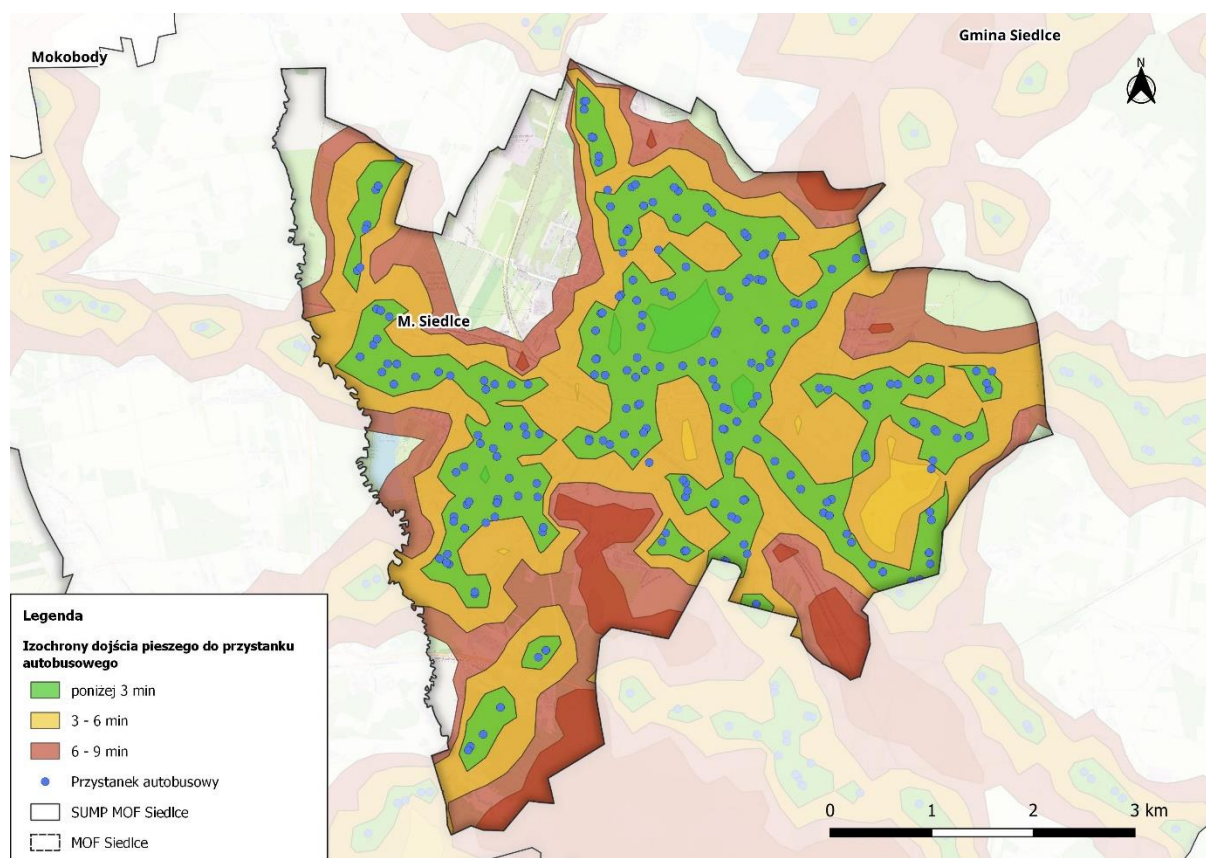 Mokobody
Gmina Siedlce
N
M. Siedlce
Legenda
Izochrony dojścia pieszego do przystanku
autobusowego
poniżej 3 min
3 - 6 min
6 - 9 min
Przystanek autobusowy
SUMP MOF Siedlce
MOF Siedlce
0 1 2 3 km